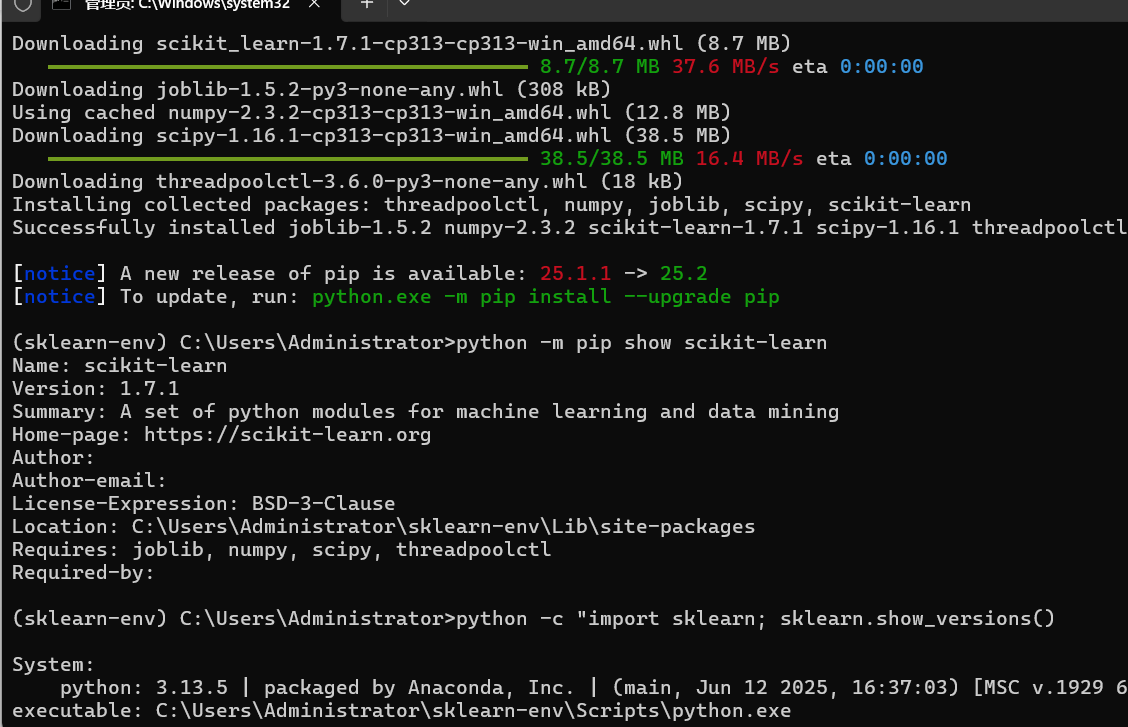 管理员: C:\Windows\system32
Downloading scikit_learn-1.7.1-cp313-cp313-win_amd64.whl (8.7 MB)
8.7/8.7 MB 37.6 MB/s eta 0:00:00
Downloading joblib-1.5.2-py3-none-any.whl (308 kB)
Using cached numpy-2.3.2-cp313-cp313-win_amd64.whl (12.8 MB)
Downloading scipy-1.16.1-cp313-cp313-win_amd64.whl (38.5 MB)
38.5/38.5 MB 16.4 MB/s eta 0:00:00
Downloading threadpoolctl-3.6.0-py3-none-any.whl (18 kB)
Installing collected packages: threadpoolctl, numpy, joblib, scipy, scikit-learn
Successfully installed joblib-1.5.2 numpy-2.3.2 scikit-learn-1.7.1 scipy-1.16.1 threadpoolctl
[notice] A new release of pip is available: 25.1.1 -> 25.2
[notice] To update, run: python.exe -m pip install --upgrade pip
(sklearn-env) C:\Users\Administrator>python -m pip show scikit-learn
Name: scikit-learn
Version: 1.7.1
Summary: A set of python modules for machine learning and data mining
Home-page: https://scikit-learn.org
Author:
Author-email:
License-Expression: BSD-3-Clause
Location: C:\Users\Administrator\sklearn-env\Lib\site-packages
Requires: joblib, numpy, scipy, threadpoolctl
Required-by:
(sklearn-env) C:\Users\Administrator>python -c "import sklearn; sklearn.show_versions()
System:
python: 3.13.5 | packaged by Anaconda, Inc. | (main, Jun 12 2025, 16:37:03) [MSC v.1929 6
executable: C:\Users\Administrator\sklearn-env\Scripts\python.exe